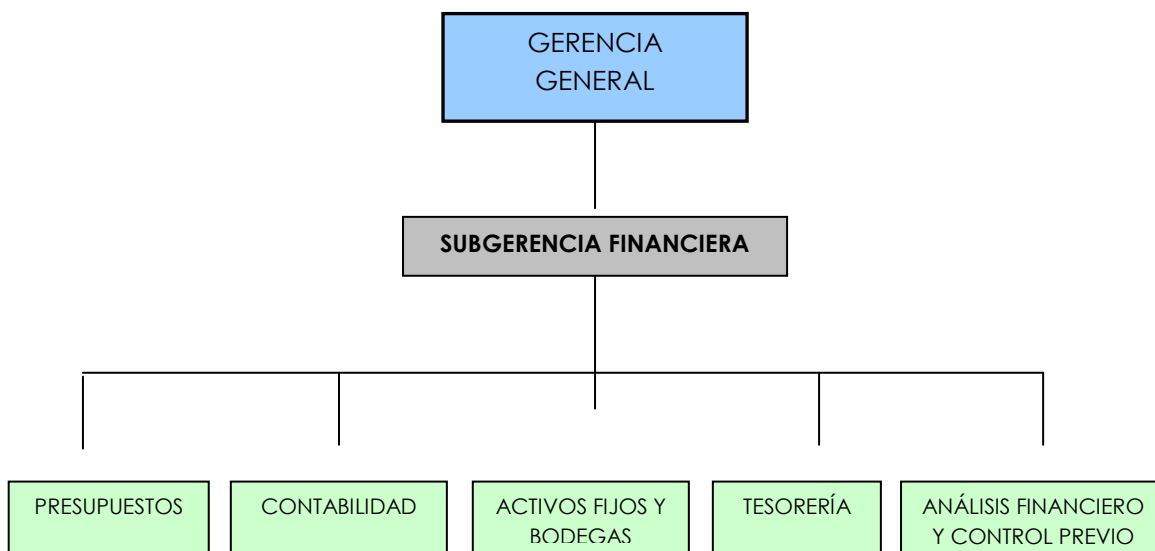 GERENCIA
GENERAL
SUBGERENCIA FINANCIERA
PRESUPUESTOS
CONTABILIDAD
ACTIVOS FIJOS Y
BODEGAS
TESORERÍA
ANÁLISIS FINANCIERO
Y CONTROL PREVIO